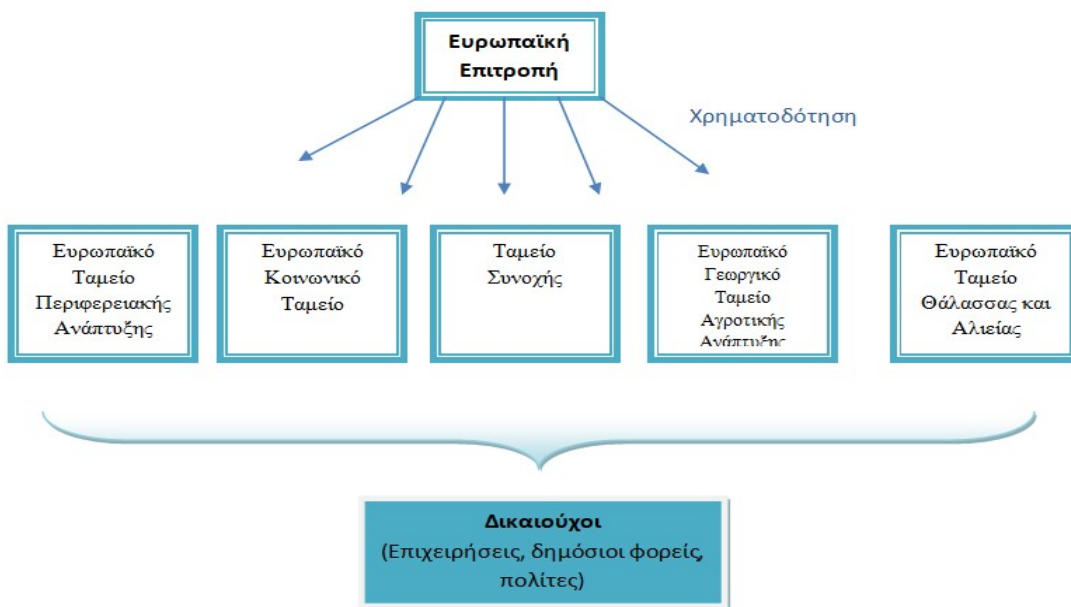 Ευρωπαϊκή
Επιτροπή
Χρηματοδότηση
Ευρωπαϊκό
Ταμείο
Περιφερειακής
Ανάπτυξης
Ευρωπαϊκό
Κοινωνικό
Ταμείο
Ταμείο
Συνοχής
Ευρωπαϊκό
Γεωργικό
Ταμείο
Αγροτικής
Ανάπτυξης
Ευρωπαϊκό
Ταμείο
Θάλασσας και
Αλιείας
Δικαιούχοι
(Επιχειρήσεις, δημόσιοι φορείς,
πολίτες)